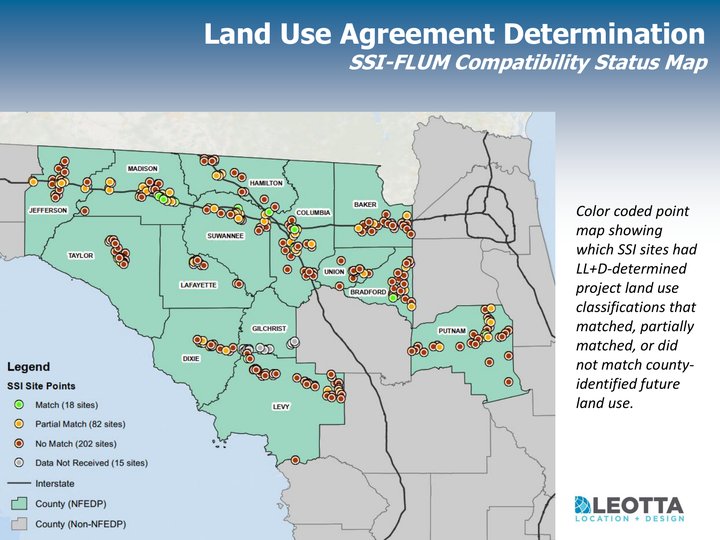 Land Use Agreement Determination
SSI-FLUM Compatibility Status Map
MADISON
HAMILTON
JEFFERSON
COLUMBIA
BAKER
SUWANNEE
TAYLOR
LAFAYETTE
UNION
BRADFORD
GILCHRIST
PUTNAM
DIXIE
LEVY
Legend
SSI Site Points
Match (18 sites)
Partial Match (82 sites)
No Match (202 sites)
Data Not Received (15 sites)
Interstate
County (NFEDP)
County (Non-NFEDP)
Color coded point
map showing
which SSI sites had
LL+D-determined
project land use
classifications that
matched, partially
matched, or did
not match county-
identified future
land use.
LEOTTA
LOCATION + DESIGN